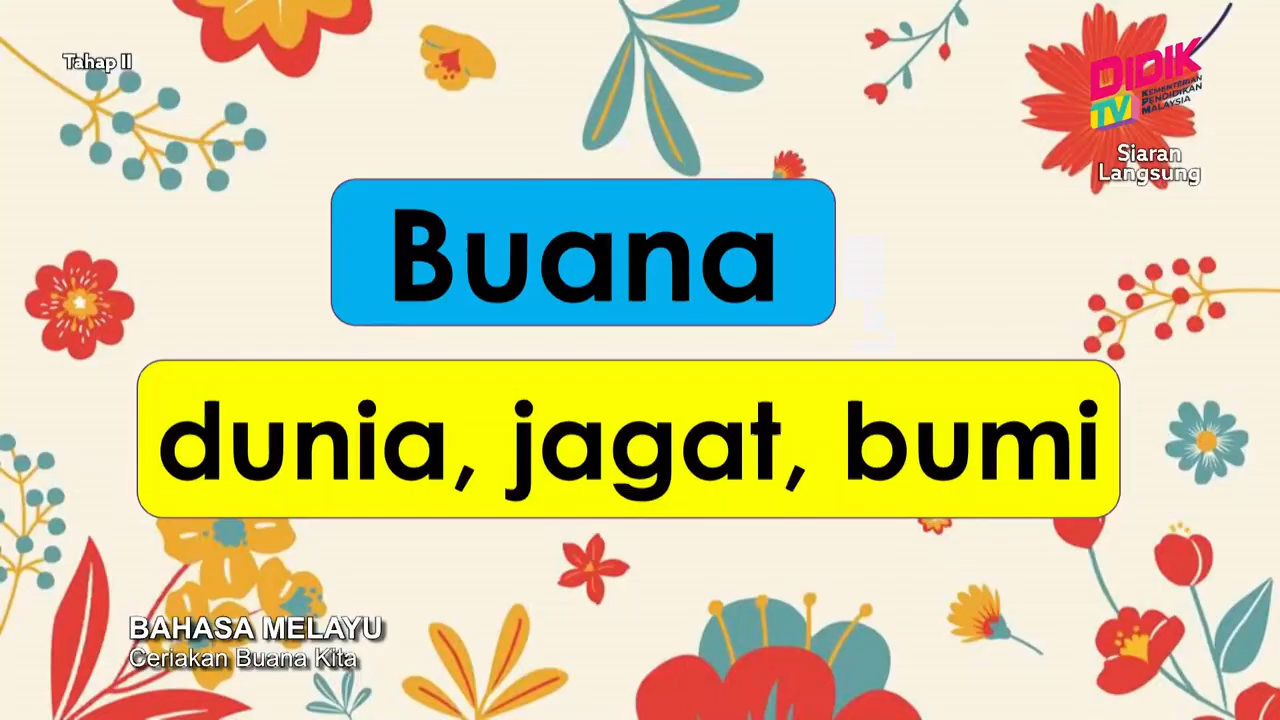 Tahap II
DIDIK
TV
KEMENTERIAN
PENDIDIKAN
MALAYSIA
Siaran
Langsung
Buana
dunia, jagat, bumi
BAHASA MELAYU
Ceriakan Buana Kita